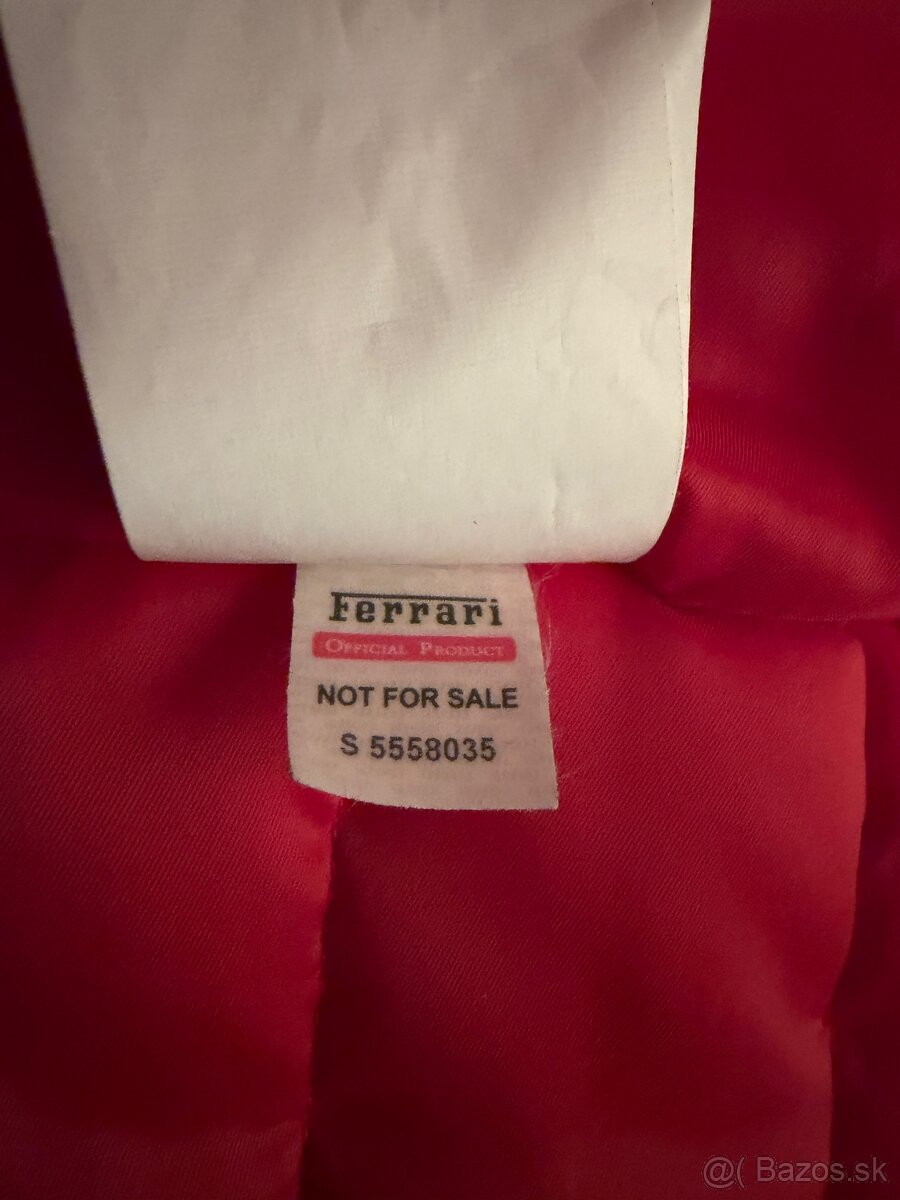 Ferrari
OFFICIAL PRODUCT
NOT FOR SALE
S 5558035
@( Bazos.sk